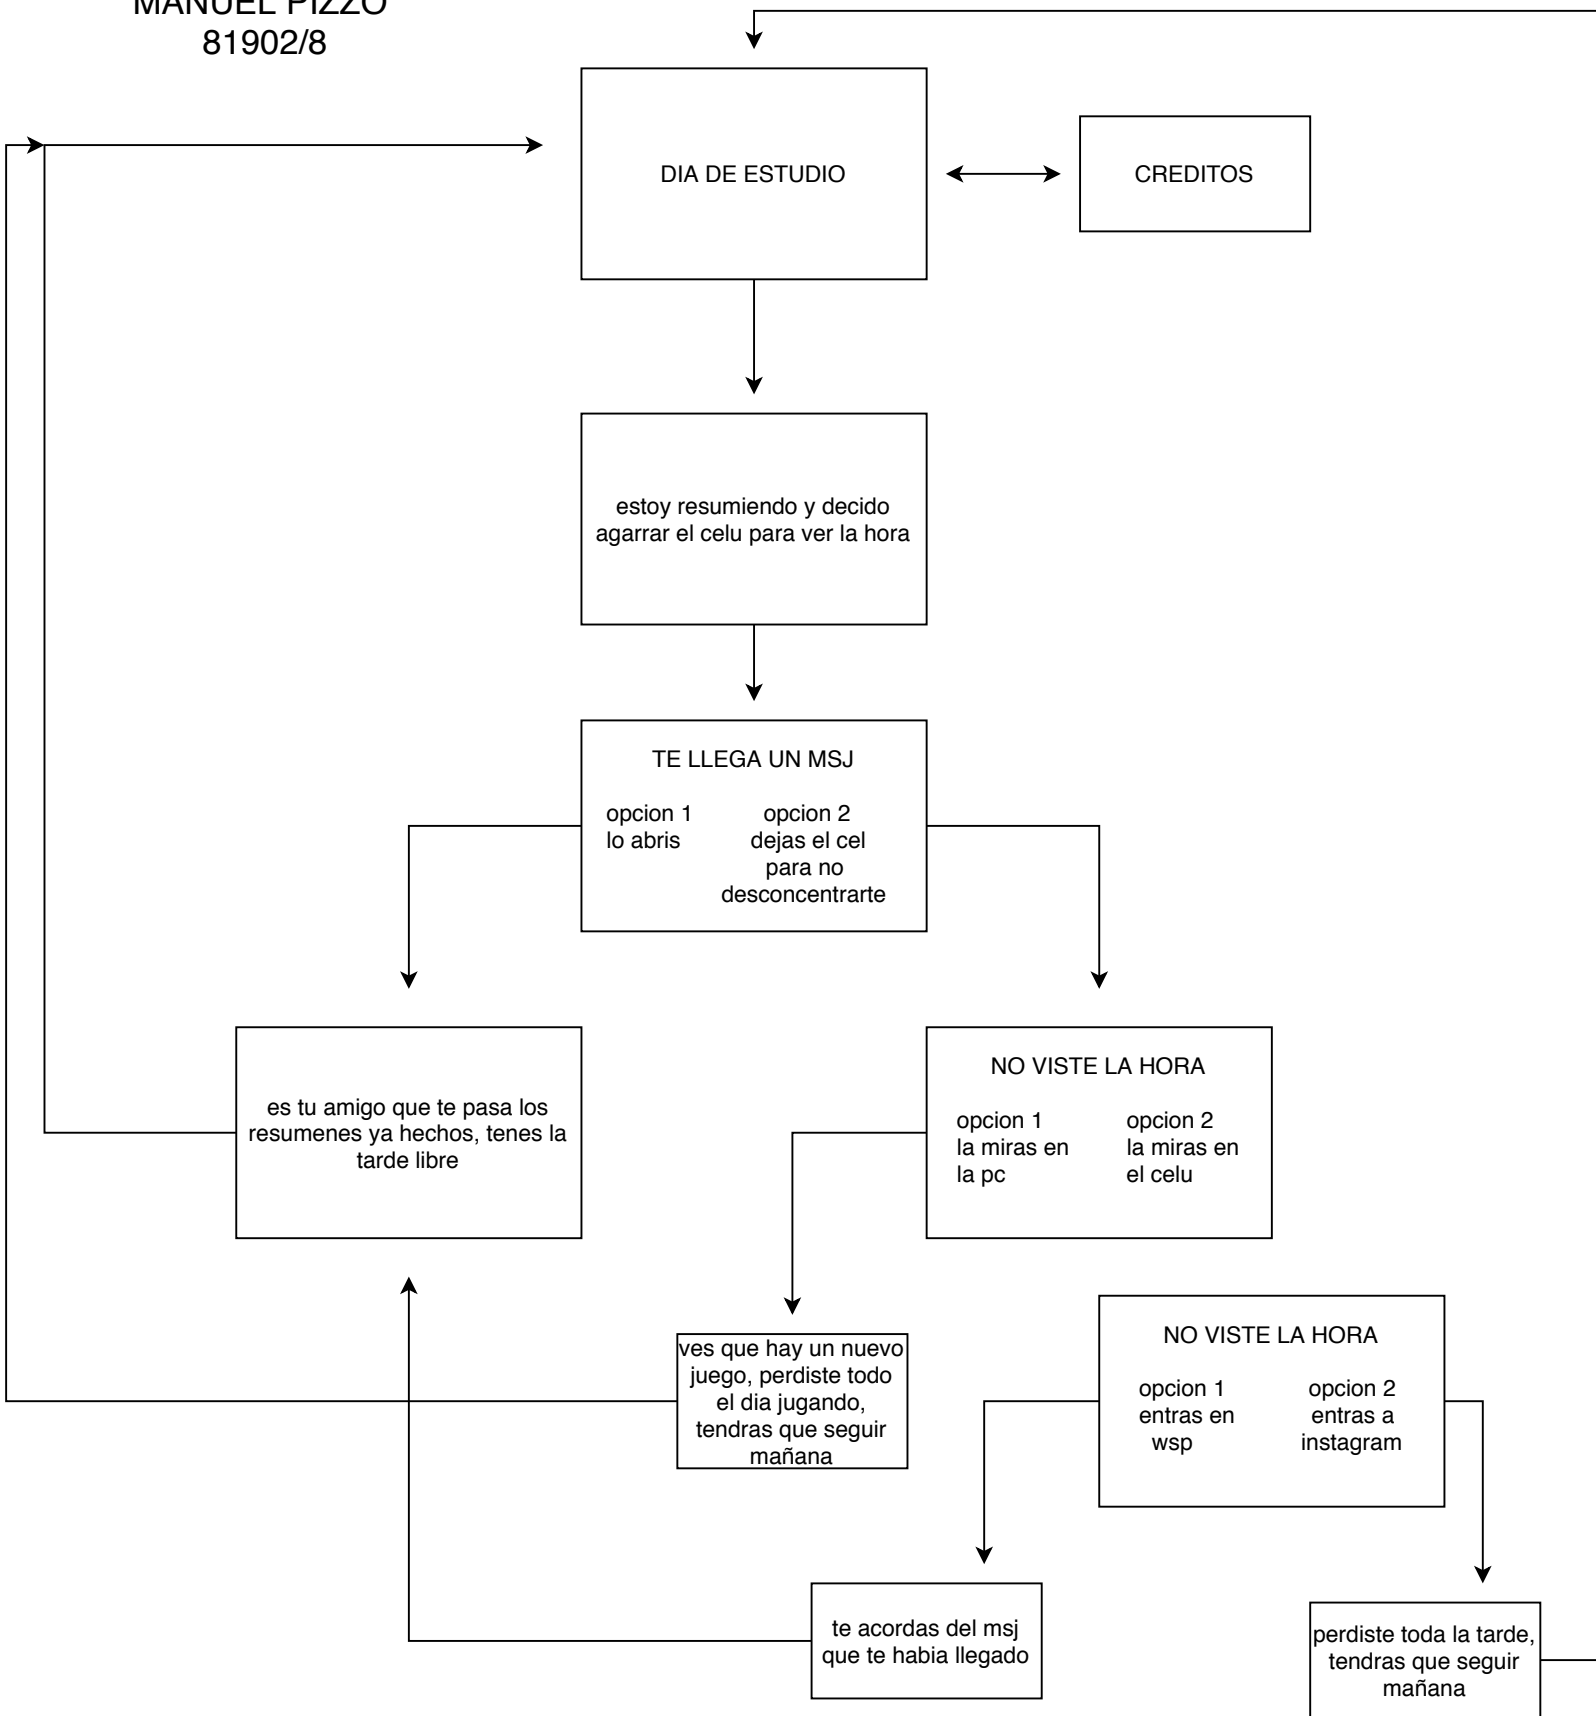 MANUEL PIZZO
81902/8
DIA DE ESTUDIO
CREDITOS
estoy resumiendo y decido
agarrar el celu para ver la hora
TE LLEGA UN MSJ
opcion 1
lo abris
opcion 2
dejas el cel
para no
desconcentrarte
es tu amigo que te pasa los
resumenes ya hechos, tenes la
tarde libre
NO VISTE LA HORA
opcion 1
la miras en
la pc
opcion 2
la miras en
el celu
ves que hay un nuevo
juego, perdiste todo
el dia jugando,
tendras que seguir
mañana
NO VISTE LA HORA
opcion 1
entras en
wsp
opcion 2
entras a
instagram
te acordas del msj
que te habia llegado
perdiste toda la tarde,
tendras que seguir
mañana